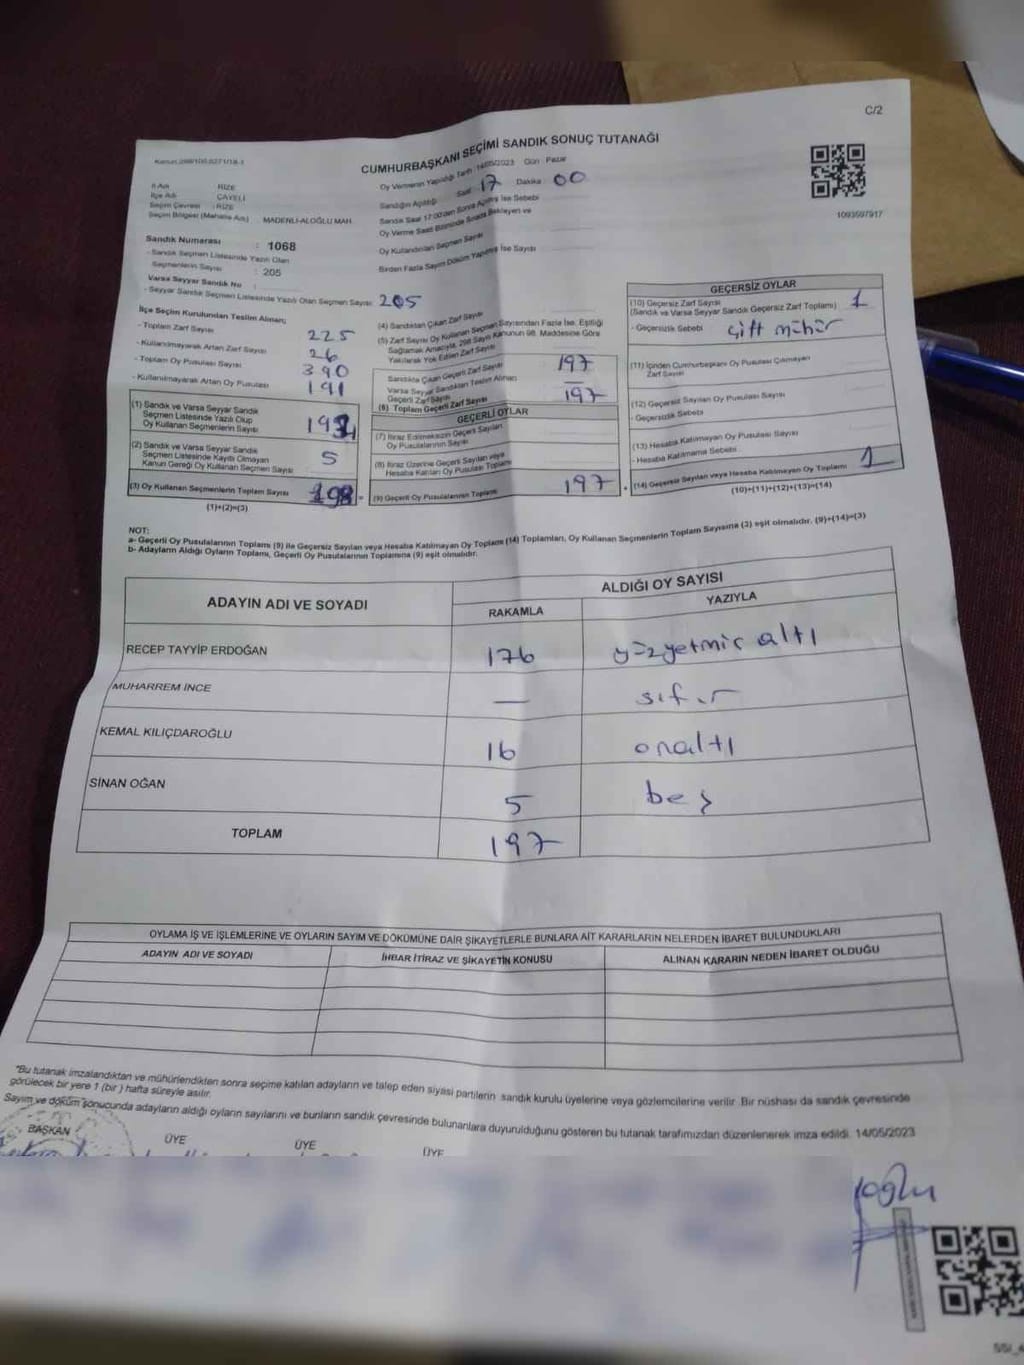 C/2
CUMHURBAŞKANI SEÇİMİ SANDIK SONUÇ TUTANAĞI
Oy Vermenin Yapıldığı Tarih :14/05/2023 Gün : Pazar
Sandığın Açıldığı Saat 17 Dakika 00
Sandık Saat 17:00'den Sonra Açılmış İse Sebebi
Oy Verme Saati Bitiminde Sırada Bekleyen ve
Oy Kullandırılan Seçmen Sayısı
Birden Fazla Sayım Döküm Yapılmış İse Sayısı
1093597917
İl Adı : RİZE
İlçe Adı : ÇAYELİ
Seçim Çevresi : RİZE
Seçim Bölgesi (Mahalle Adı) : MADENLİ-ALOĞLU MAH.
Sandık Numarası : 1068
- Sandık Seçmen Listesinde Yazılı Olan
Seçmenlerin Sayısı : 205
Varsa Seyyar Sandık No :
- Seyyar Sandık Seçmen Listesinde Yazılı Olan Seçmen Sayısı: 205
İlçe Seçim Kurulundan Teslim Alınan;
- Toplam Zarf Sayısı 225
- Kullanılmayarak Artan Zarf Sayısı 26
- Toplam Oy Pusulası Sayısı 390
- Kullanılmayarak Artan Oy Pusulası 191
(1) Sandık ve Varsa Seyyar Sandık
Seçmen Listesinde Yazılı Olup
Oy Kullanan Seçmen Sayısı
(2) Sandık ve Varsa Seyyar Sandık
Seçmen Listesinde Kayıtlı Olmayan
Kanun Gereği Oy Kullanan Seçmen Sayısı 5
(3) Oy Kullanan Seçmenlerin Toplam Sayısı 198
(1)+(2)=(3)
(4) Sandıktan Çıkan Zarf Sayısı
(5) Zarf Sayısı Oy Kullanan Seçmen Sayısından Fazla İse, Eşitliği
Sağlamak Amacıyla, 298 Sayılı Kanunun 98. Maddesine Göre
Yakılarak Yok Edilen Zarf Sayısı
Sandıkta Çıkan Geçerli Zarf Sayısı 197
Varsa Seyyar Sandıktan Teslim Alınan
Geçerli Zarf Sayısı —
(6) Toplam Geçerli Zarf Sayısı 197
GEÇERLİ OYLAR
(7) İtiraz Edilmeksizin Geçerli Sayılan
Oy Pusulalarının Sayısı
(8) İtiraz Üzerine Geçerli Sayılan veya
Hesaba Katılan Oy Pusulası Toplamı
(9) Geçerli Oy Pusulalarının Toplamı 197
GEÇERSİZ OYLAR
(10) Geçersiz Zarf Sayısı
(Sandık ve Varsa Seyyar Sandık Geçersiz Zarf Toplamı) 1
- Geçersizlik Sebebi çift mühür
(11) İçinden Cumhurbaşkanı Oy Pusulası Çıkmayan
Zarf Sayısı
(12) Geçersiz Sayılan Oy Pusulası Sayısı
- Geçersizlik Sebebi
(13) Hesaba Katılmayan Oy Pusulası Sayısı
- Hesaba Katılmama Sebebi
(14) Geçersiz Sayılan veya Hesaba Katılmayan Oy Toplamı 1
(10)+(11)+(12)+(13)=(14)
NOT:
a- Geçerli Oy Pusulalarının Toplamı (9) ile Geçersiz Sayılan veya Hesaba Katılmayan Oy Toplamı (14) Toplamları, Oy Kullanan Seçmenlerin Toplam Sayısına (3) eşit olmalıdır. (9)+(14)=(3)
b- Adayların Aldığı Oyların Toplamı, Geçerli Oy Pusulalarının Toplamına (9) eşit olmalıdır.
ADAYIN ADI VE SOYADI ALDIĞI OY SAYISI
RAKAMLA YAZIYLA
RECEP TAYYİP ERDOĞAN 176 yüzyetmiş altı
MUHARREM İNCE — sıfır
KEMAL KILIÇDAROĞLU 16 onaltı
SİNAN OĞAN 5 beş
TOPLAM 197
OYLAMA İŞ VE İŞLEMLERİNE VE OYLARIN SAYIM VE DÖKÜMÜNE DAİR ŞİKAYETLERLE BUNLARA AİT KARARLARIN NELERDEN İBARET BULUNDUKLARI
ADAYIN ADI VE SOYADI İHBAR İTİRAZ VE ŞİKAYETİN KONUSU ALINAN KARARIN NEDEN İBARET OLDUĞU
*Bu tutanak imzalandıktan ve mühürlendikten sonra seçime katılan adayların ve talep eden siyasi partilerin sandık kurulu üyelerine veya gözlemcilerine verilir. Bir nüshası da sandık çevresinde
görülecek bir yere 1 (bir ) hafta süreyle asılır.
Sayım ve döküm sonucunda adayların aldığı oyların sayılarını ve bunların sandık çevresinde bulunanlara duyurulduğunu gösteren bu tutanak tarafımızdan düzenlenerek imza edildi. 14/05/2023
BAŞKAN ÜYE ÜYE ÜYE